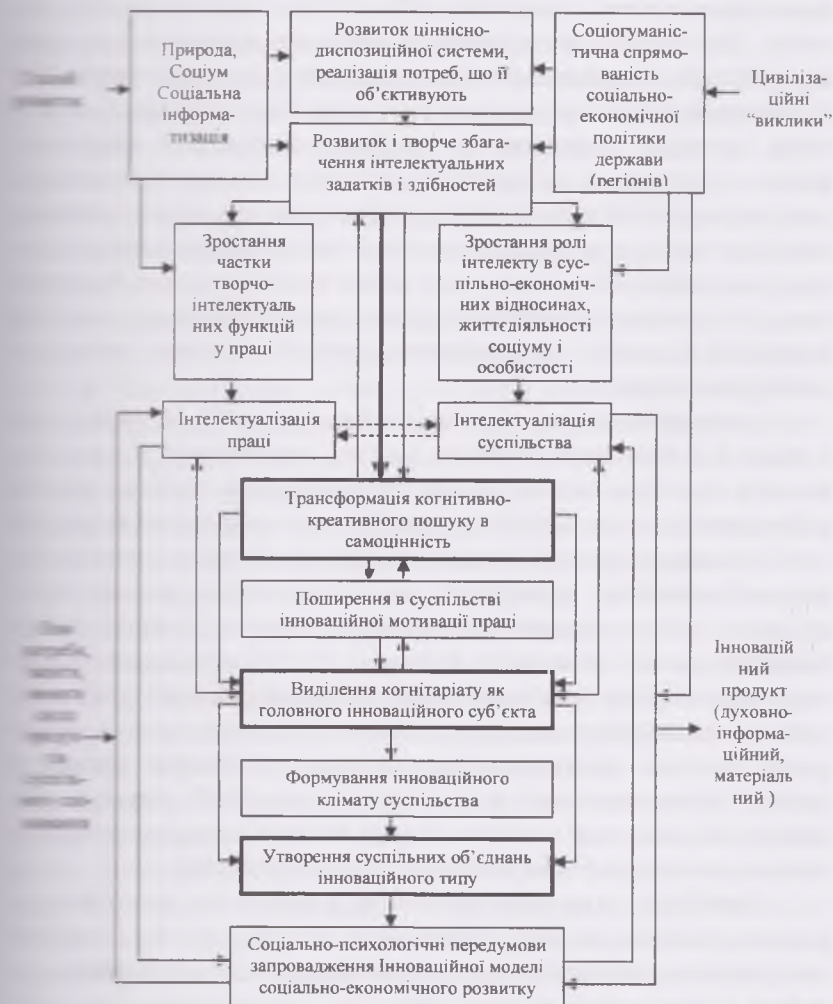 Природа,
Соціум
Соціальна
інформа-
тизація
Розвиток ціннісно-
диспозиційної системи,
реалізація потреб, що її
об’єктивують
Соціогуманіс-
тична спрямо-
ваність
соціально-
економічної
політики
держави
(регіонів)
Цивіліза-
ційні
“виклики”
Розвиток і творче збага-
чення інтелектуальних
задатків і здібностей
Зростання
частки
творчо-
інтелектуаль
них функцій
у праці
Зростання ролі
інтелекту в сус-
пільно-економіч-
них відносинах,
життєдіяльності
соціуму і
особистості
Інтелектуалізація
праці
Інтелектуалізація
суспільства
Трансформація когнітивно-
креативного пошуку в
самоцінність
Поширення в суспільстві
інноваційної мотивації праці
Виділення когнітаріату як
головного інноваційного суб’єкта
Інновацій
ний
продукт
(духовно-
інформа-
ційний,
матеріаль
ний )
Формування інноваційного
клімату суспільства
Утворення суспільних об’єднань
інноваційного типу
Соціально-психологічні передумови
запровадження Інноваційної моделі
соціально-економічного розвитку